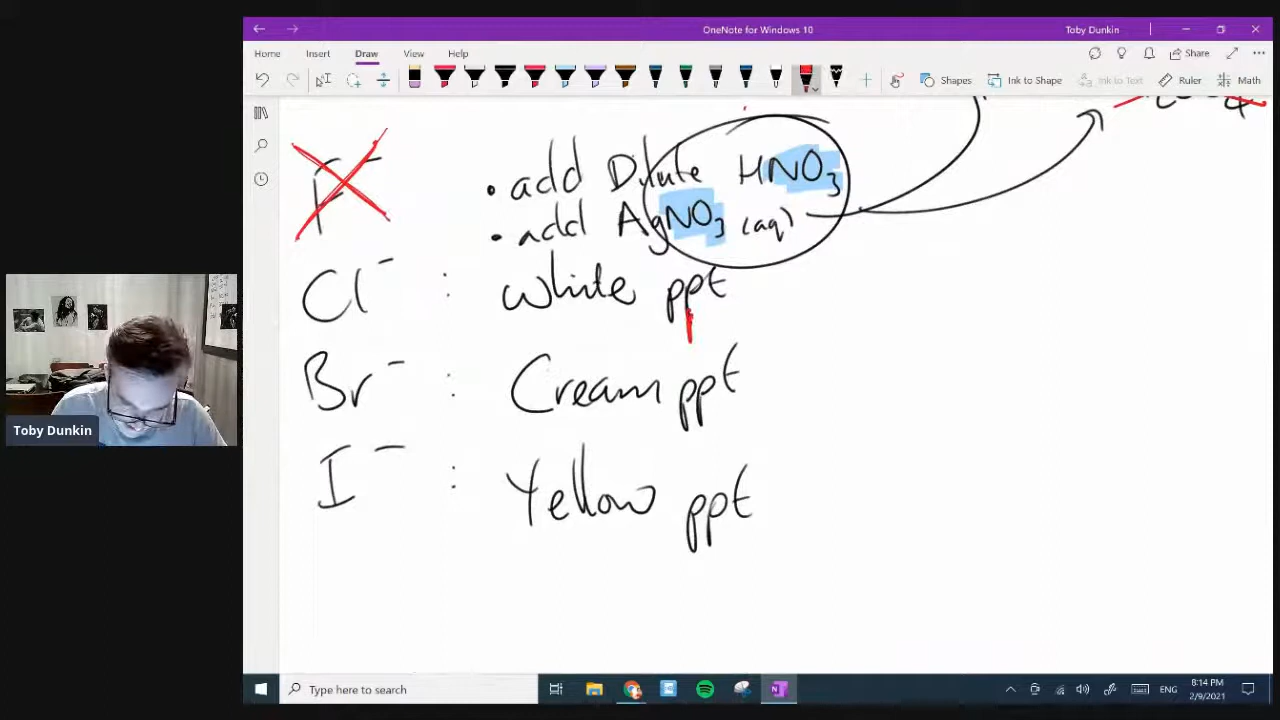 OneNote for Windows 10
Toby Dunkin
Home Insert Draw View Help
Share
Shapes Ink to Shape Ink to Text Ruler Math
F⁻ • add Dilute HNO₃
• add AgNO₃ (aq)
Cl⁻ : White ppt
Br⁻ : Cream ppt
I⁻ : Yellow ppt
Toby Dunkin
Type here to search
ENG
8:14 PM
2/9/2021